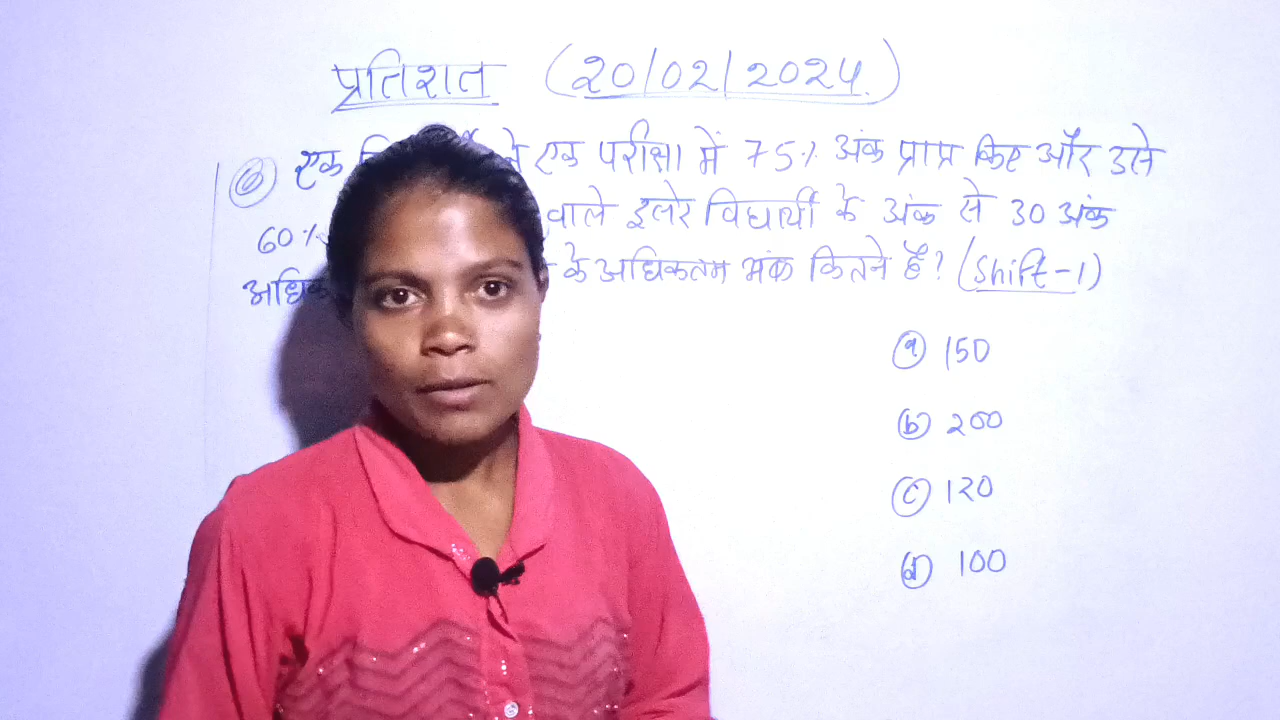 प्रतिशत (20/02/2024)
एक ने एक परीक्षा में 75% अंक प्राप्त किए और उसे
60% वाले दुसरे विद्यार्थी के अंक से 30 अंक
के अधिकतम अंक कितने है? (Shift-1)
(a) 150
(b) 200
(c) 120
(d) 100